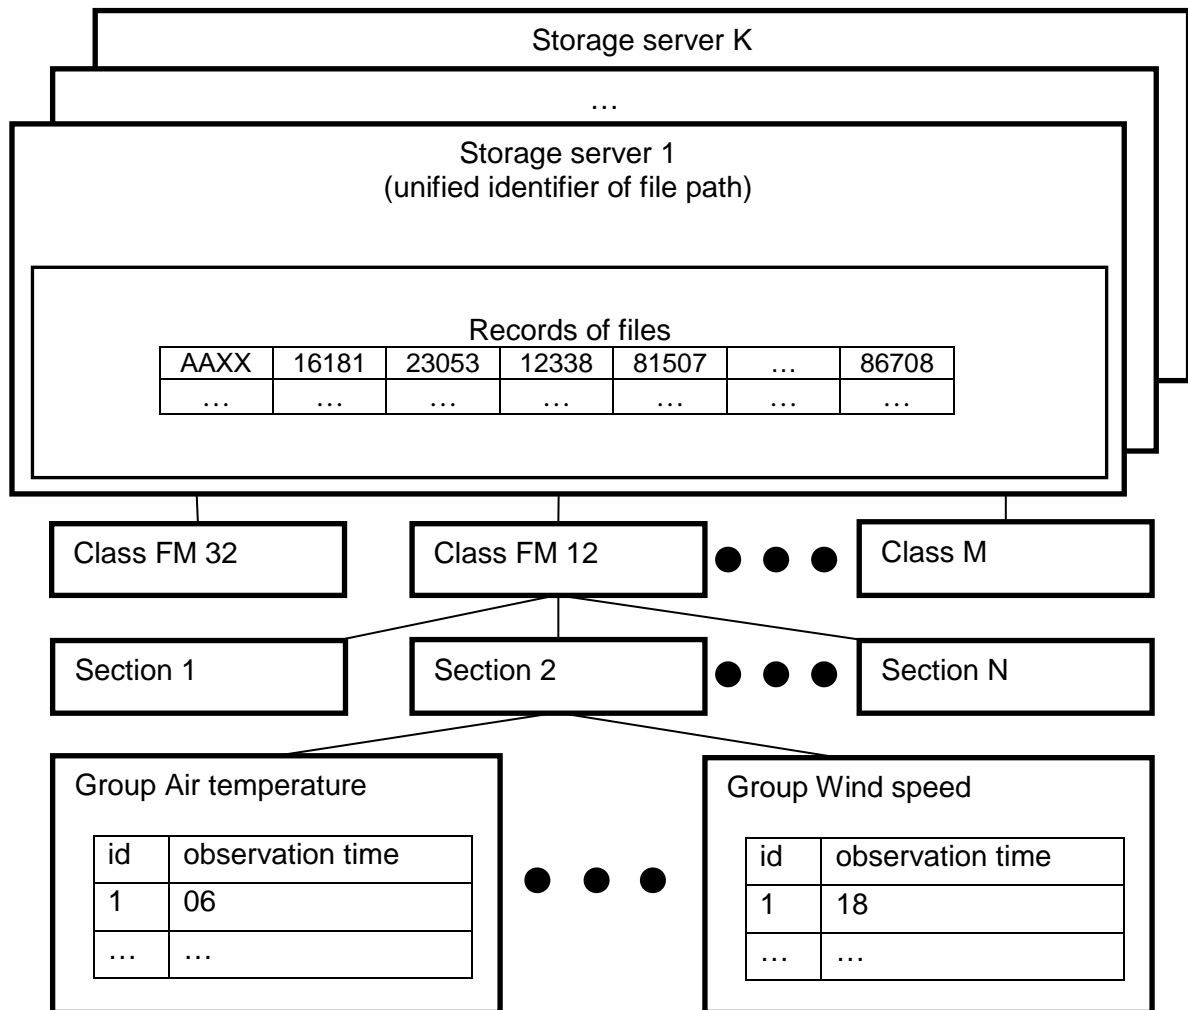 Storage server K
…
Storage server 1
(unified identifier of file path)
Records of files
AAXX 16181 23053 12338 81507 … 86708
… … … … … … …
Class FM 32 Class FM 12 Class M
Section 1 Section 2 Section N
Group Air temperature
id observation time
1 06
… …
Group Wind speed
id observation time
1 18
… …